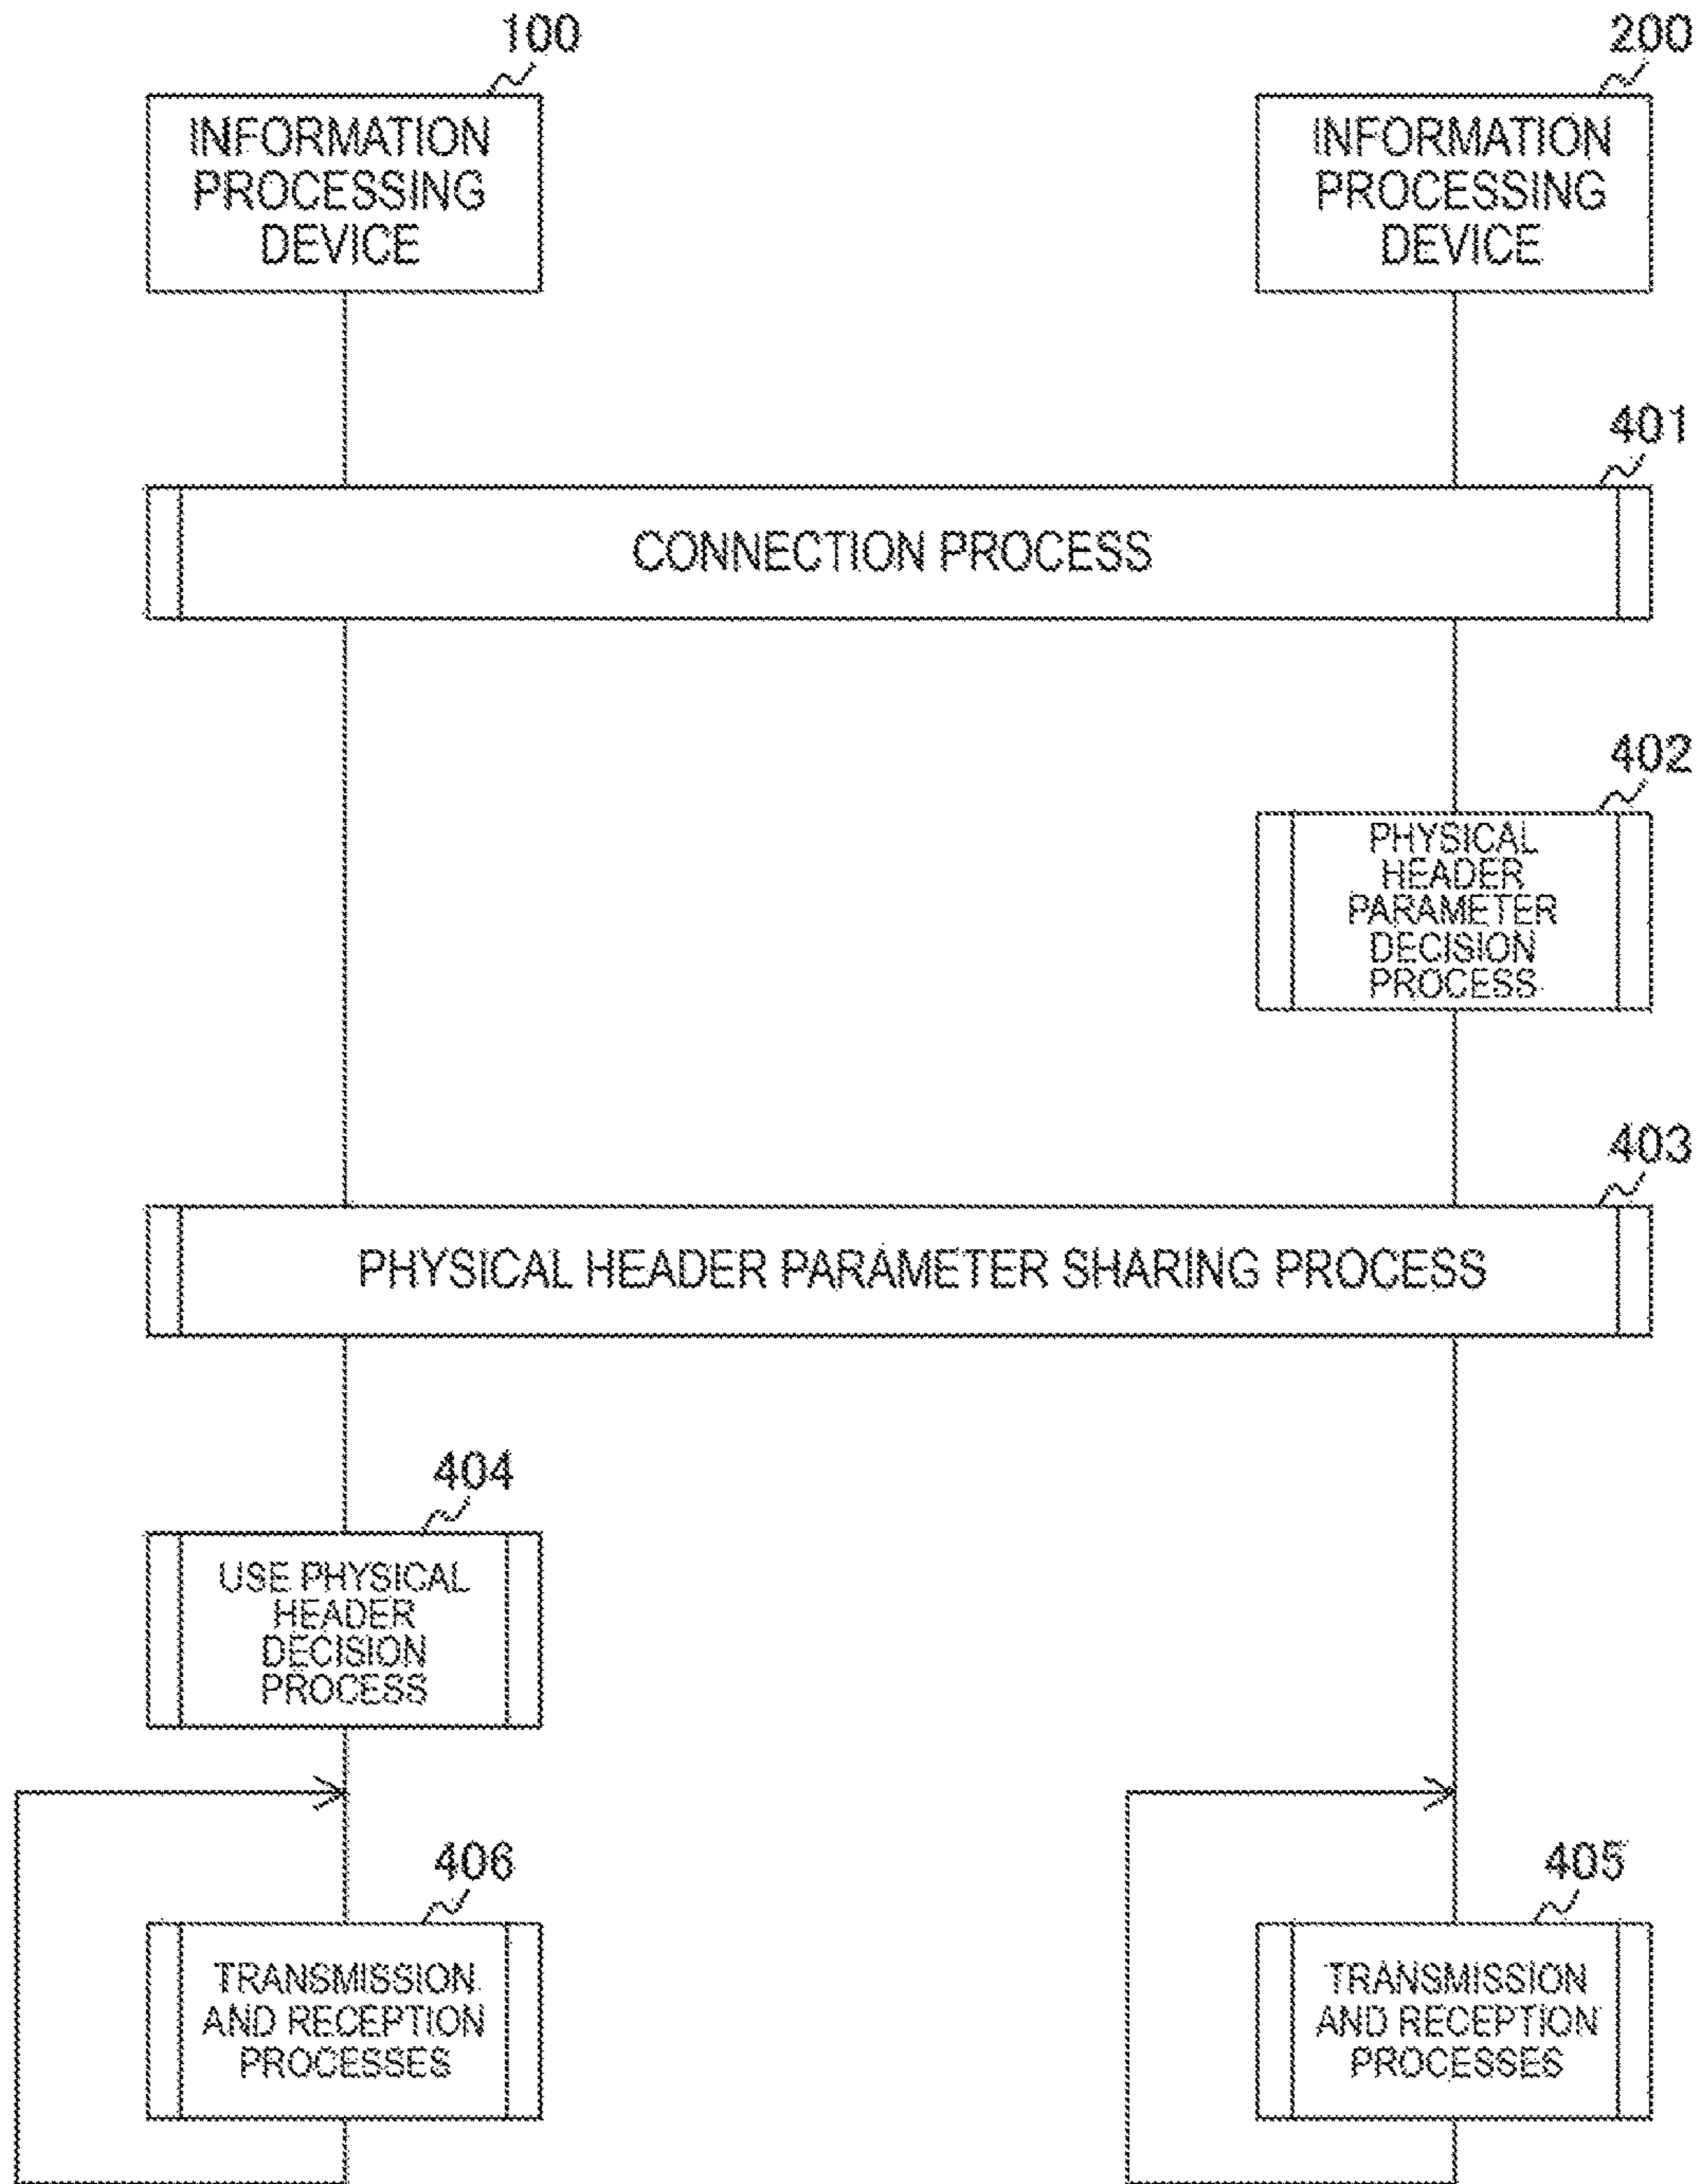 100
INFORMATION
PROCESSING
DEVICE
200
INFORMATION
PROCESSING
DEVICE
401
CONNECTION PROCESS
402
PHYSICAL
HEADER
PARAMETER
DECISION
PROCESS
403
PHYSICAL HEADER PARAMETER SHARING PROCESS
404
USE PHYSICAL
HEADER
DECISION
PROCESS
406
TRANSMISSION
AND RECEPTION
PROCESSES
405
TRANSMISSION
AND RECEPTION
PROCESSES